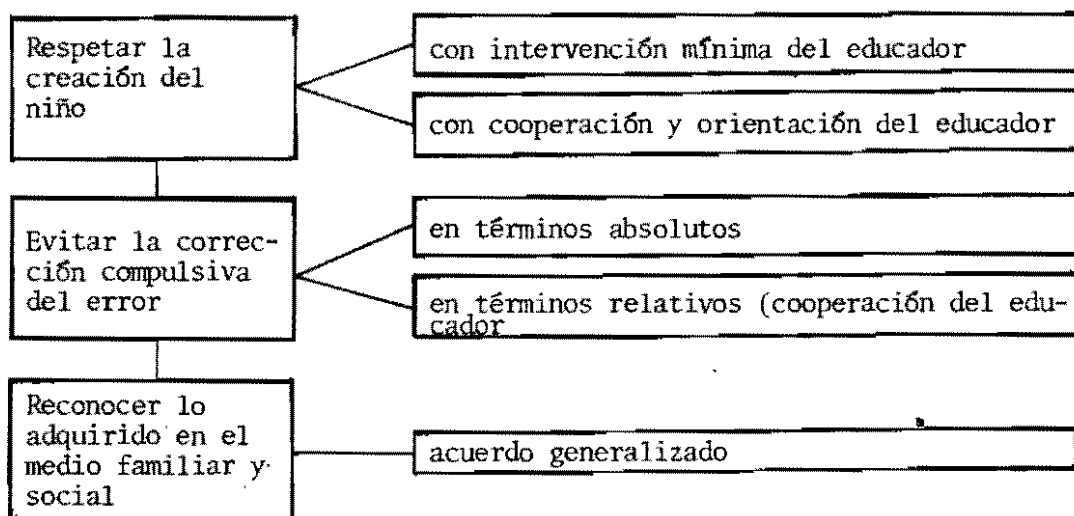 Respetar la
creación del
niño
con intervención mínima del educador
con cooperación y orientación del educador
Evitar la correc-
ción compulsiva
del error
en términos absolutos
en términos relativos (cooperación del edu-
cador
Reconocer lo
adquirido en el
medio familiar y
social
acuerdo generalizado